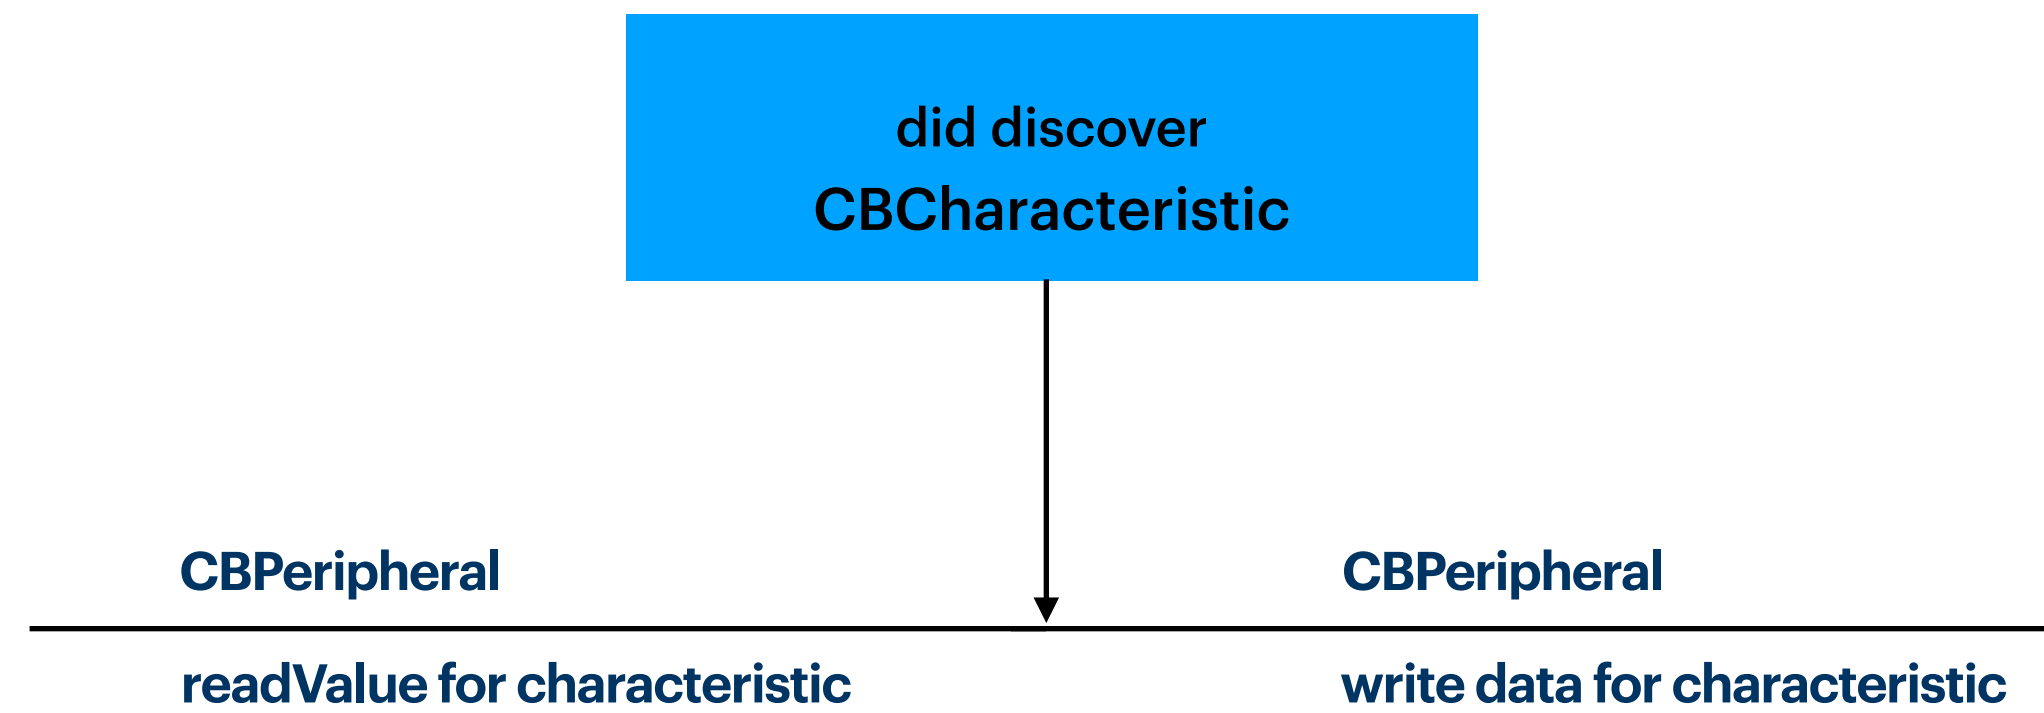 did discover
CBCharacteristic
CBPeripheral
CBPeripheral
readValue for characteristic
write data for characteristic